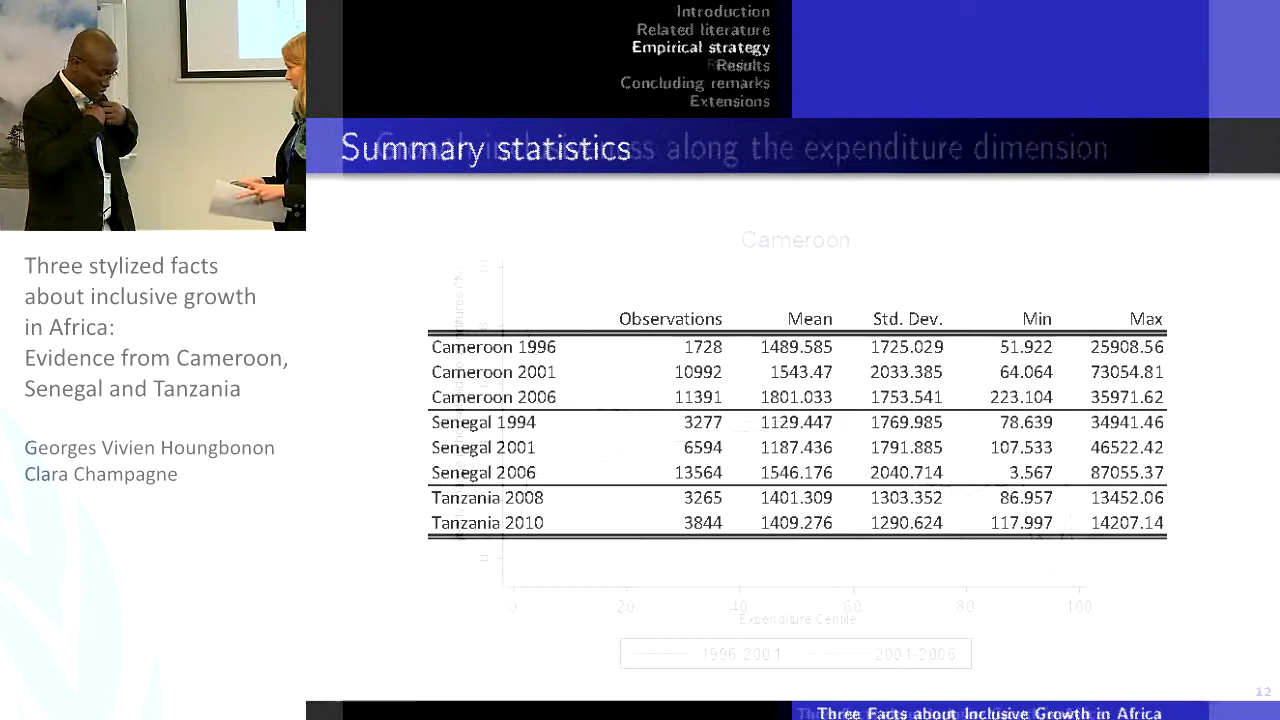 Introduction
Related literature
Empirical strategy
Results
Concluding remarks
Extensions
Summary statistics
along the expenditure dimension
Three stylized facts
about inclusive growth
in Africa:
Evidence from Cameroon,
Senegal and Tanzania
Georges Vivien Houngbonon
Clara Champagne
Cameroon
Observations Mean Std. Dev. Min Max
Cameroon 1996 1728 1489.585 1725.029 51.922 25908.56
Cameroon 2001 10992 1543.47 2033.385 64.064 73054.81
Cameroon 2006 11391 1801.033 1753.541 223.104 35971.62
Senegal 1994 3277 1129.447 1769.985 78.639 34941.46
Senegal 2001 6594 1187.436 1791.885 107.533 46522.42
Senegal 2006 13564 1546.176 2040.714 3.567 87055.37
Tanzania 2008 3265 1401.309 1303.352 86.957 13452.06
Tanzania 2010 3844 1409.276 1290.624 117.997 14207.14
0 20 40 60 80 100
Expenditure Centile
1996-2001 2001-2006
12
Three Facts about Inclusive Growth in Africa